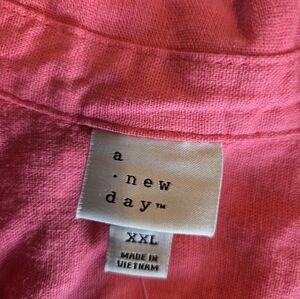 a
· new
day™
XXL
MADE IN
VIETNAM